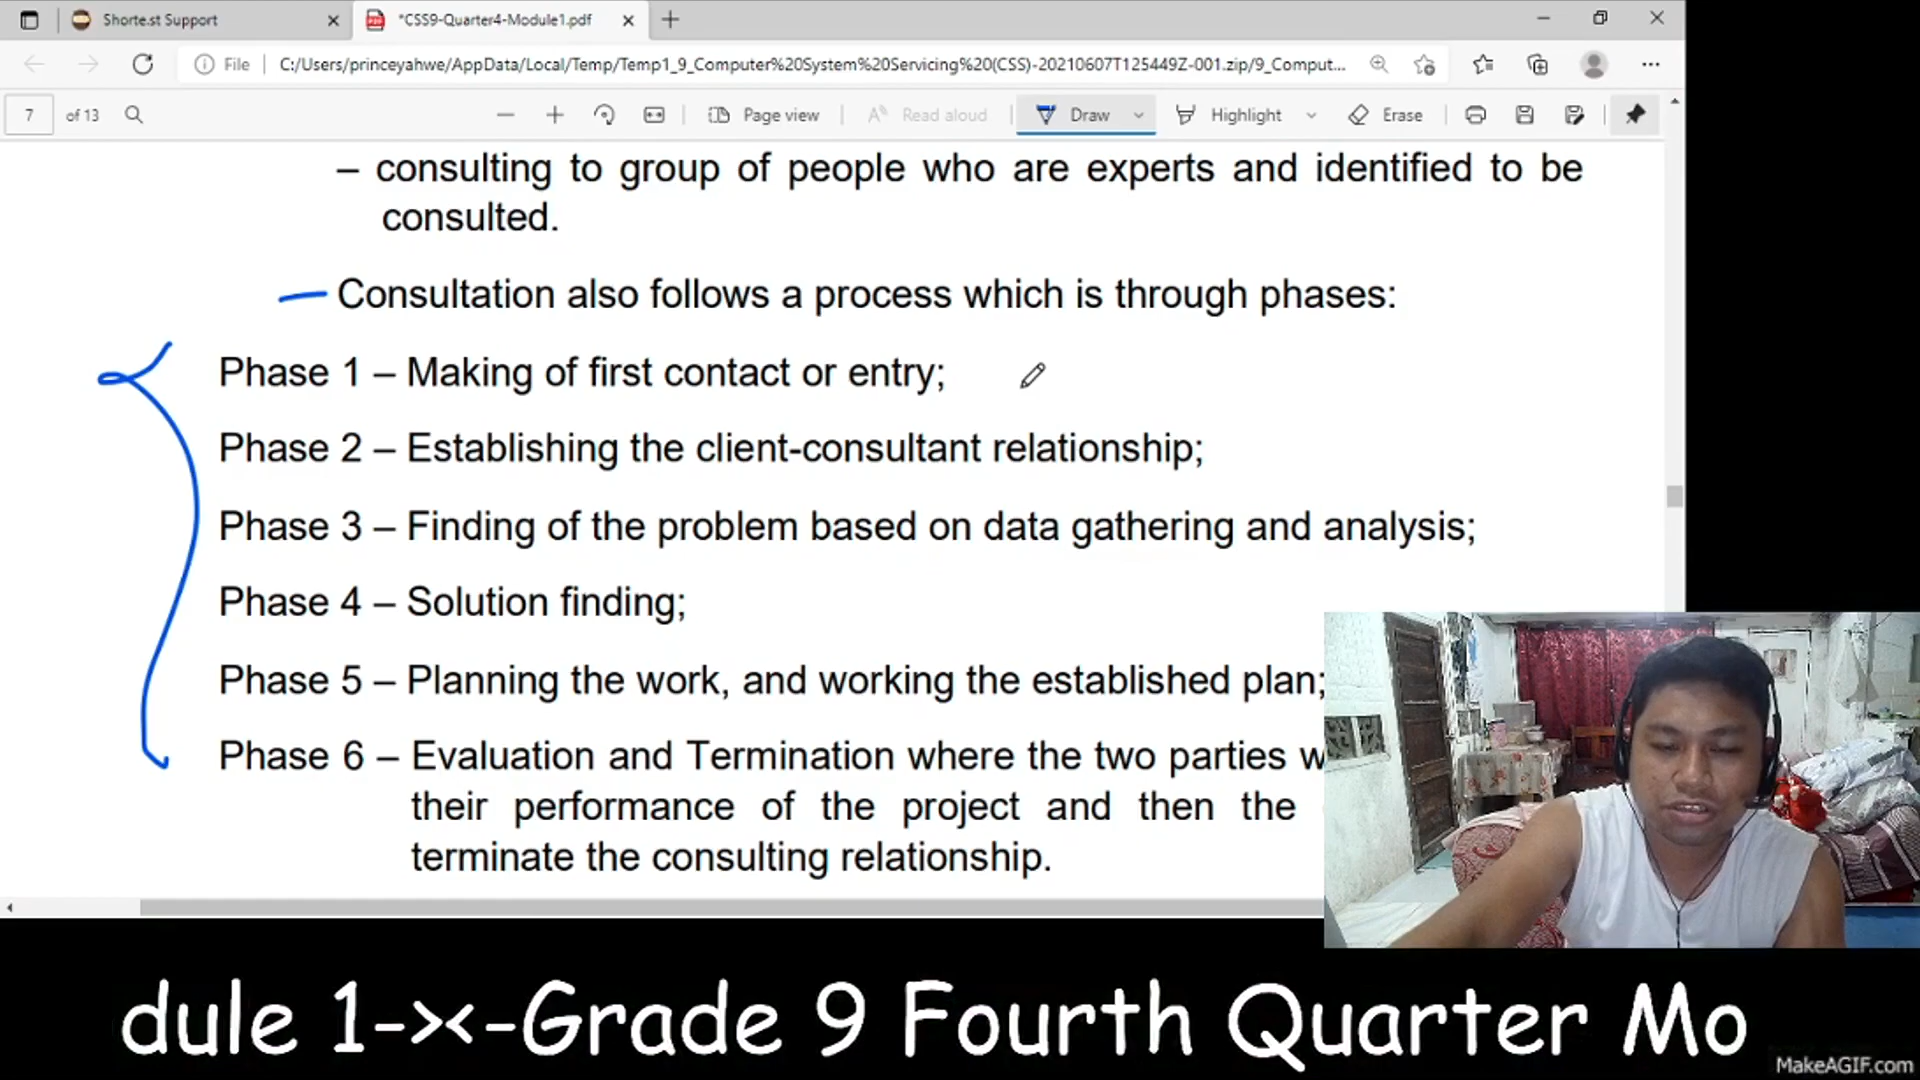 Shorte.st Support
*CSS9-Quarter4-Module1.pdf
File
C:/Users/princeyahwe/AppData/Local/Temp/Temp1_9_Computer%20System%20Servicing%20(CSS)-20210607T125449Z-001.zip/9_Comput...
7 of 13
Page view
Read aloud
Draw
Highlight
Erase
– consulting to group of people who are experts and identified to be
consulted.
Consultation also follows a process which is through phases:
Phase 1 – Making of first contact or entry;
Phase 2 – Establishing the client-consultant relationship;
Phase 3 – Finding of the problem based on data gathering and analysis;
Phase 4 – Solution finding;
Phase 5 – Planning the work, and working the established plan;
Phase 6 – Evaluation and Termination where the two parties w
their performance of the project and then the
terminate the consulting relationship.
dule 1-x-Grade 9 Fourth Quarter Mo
MakeAGIF.com